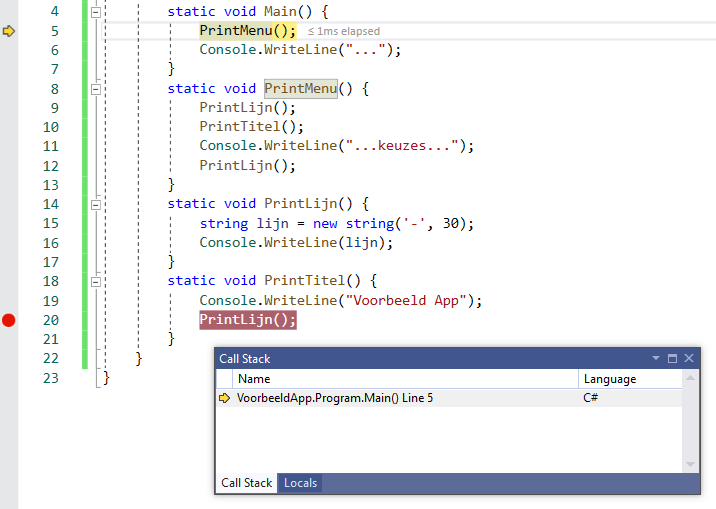 4 static void Main() {
5 PrintMenu(); ≤ 1ms elapsed
6 Console.WriteLine("...");
7 }
8 static void PrintMenu() {
9 PrintLijn();
10 PrintTitel();
11 Console.WriteLine("...keuzes...");
12 PrintLijn();
13 }
14 static void PrintLijn() {
15 string lijn = new string('-', 30);
16 Console.WriteLine(lijn);
17 }
18 static void PrintTitel() {
19 Console.WriteLine("Voorbeeld App");
20 PrintLijn();
21 }
22 }
23 }
Call Stack
Name Language
VoorbeeldApp.Program.Main() Line 5 C#
Call Stack Locals